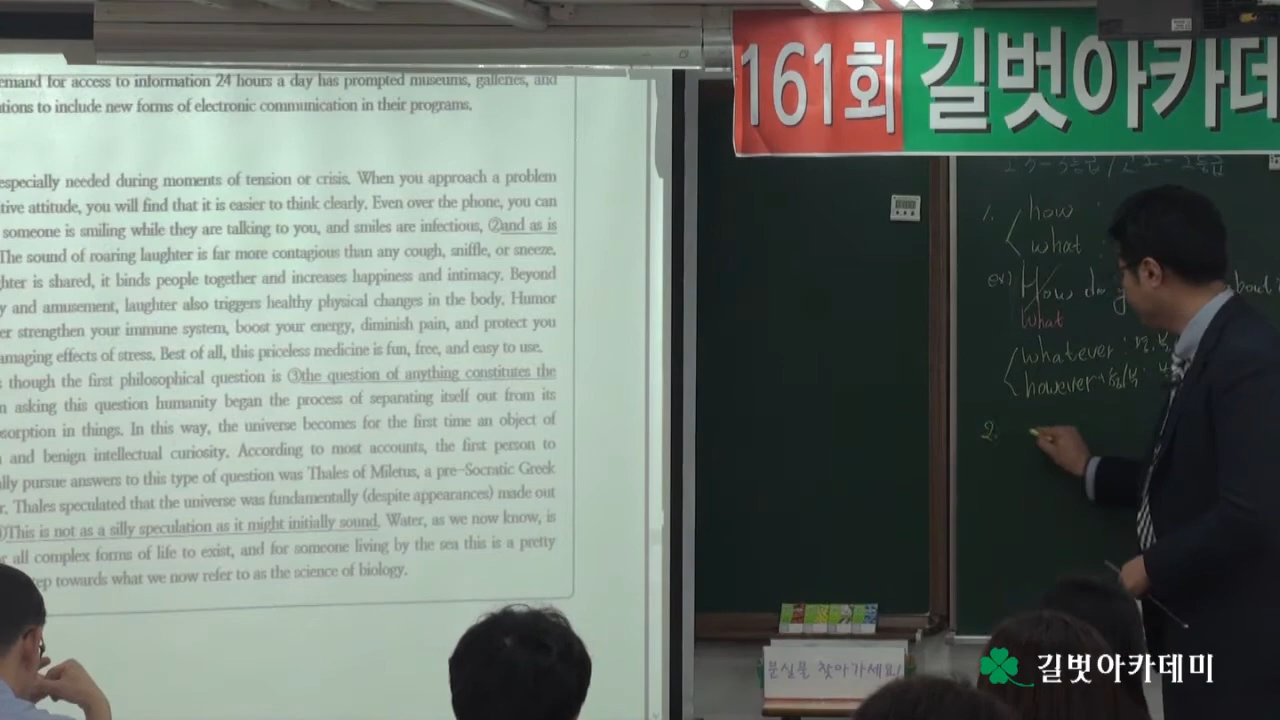 emand for access to information 24 hours a day has prompted museums, galleries, and
tions to include new forms of electronic communication in their programs.
especially needed during moments of tension or crisis. When you approach a problem
tive attitude, you will find that it is easier to think clearly. Even over the phone, you can
someone is smiling while they are talking to you, and smiles are infectious, ②and as is
The sound of roaring laughter is far more contagious than any cough, sniffle, or sneeze.
ghter is shared, it binds people together and increases happiness and intimacy. Beyond
y and amusement, laughter also triggers healthy physical changes in the body. Humor
er strengthen your immune system, boost your energy, diminish pain, and protect you
amaging effects of stress. Best of all, this priceless medicine is fun, free, and easy to use.
s though the first philosophical question is ③the question of anything constitutes the
n asking this question humanity began the process of separating itself out from its
sorption in things. In this way, the universe becomes for the first time an object of
and benign intellectual curiosity. According to most accounts, the first person to
lly pursue answers to this type of question was Thales of Miletus, a pre-Socratic Greek
r. Thales speculated that the universe was fundamentally (despite appearances) made out
This is not as a silly speculation as it might initially sound. Water, as we now know, is
r all complex forms of life to exist, and for someone living by the sea this is a pretty
ep towards what we now refer to as the science of biology.
161회 길벗아카데
1. how
what
ex) How do about
what
whatever
however
2.
분실물 찾아가세요!
길벗아카데미